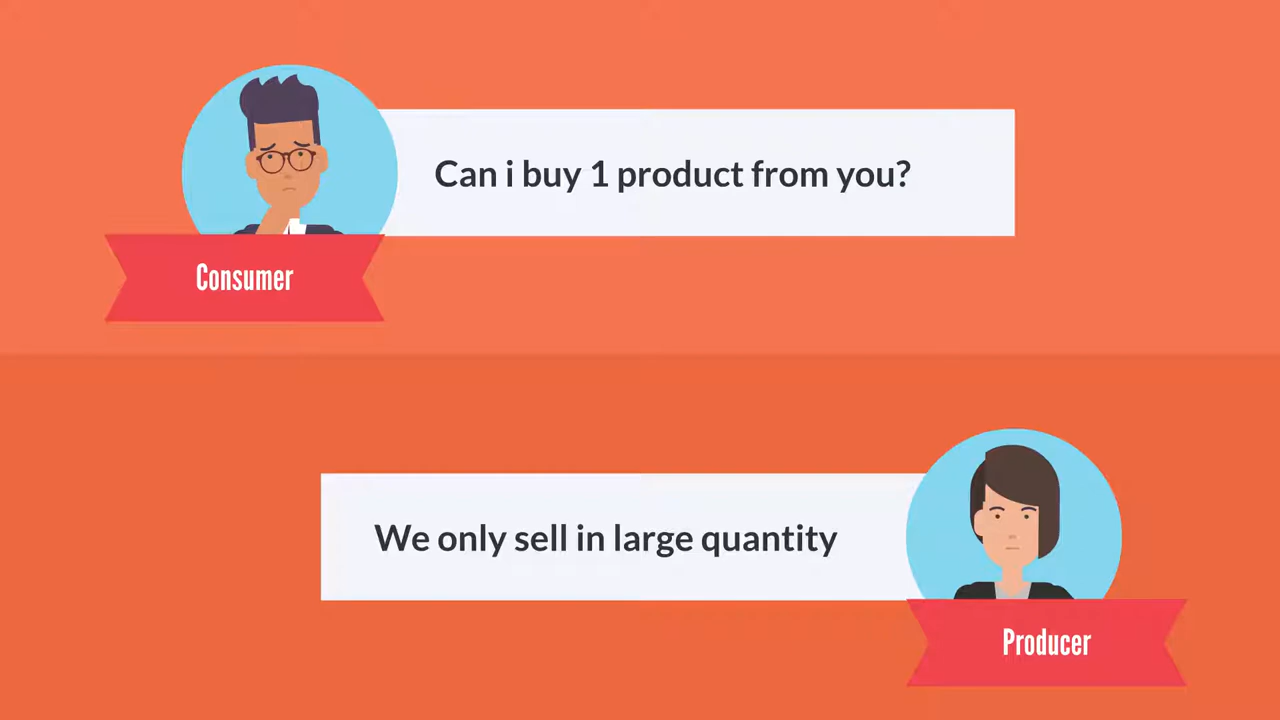 Can i buy 1 product from you?
Consumer
We only sell in large quantity
Producer